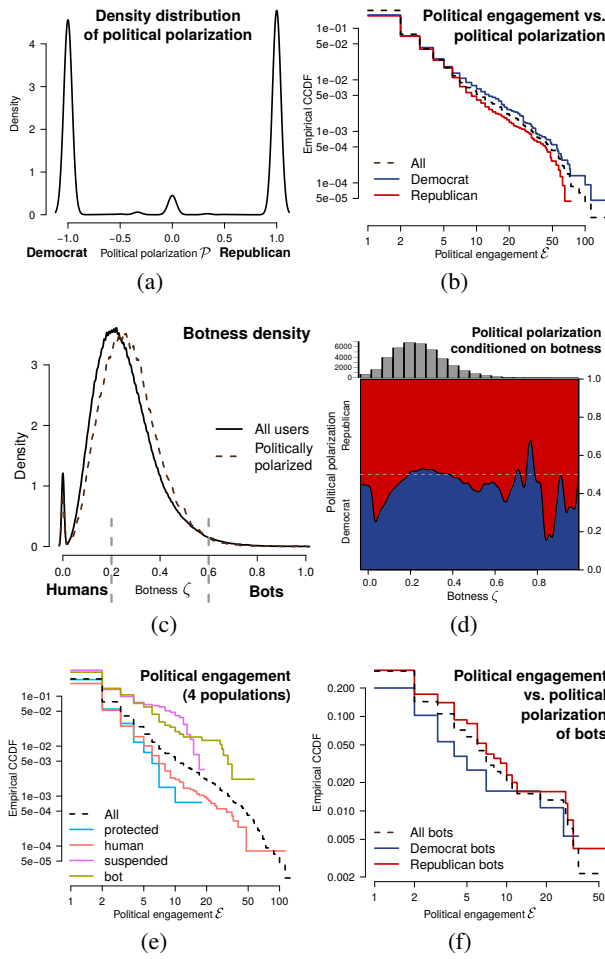 Density distribution
of political polarization
Density
0
1
2
3
4
5
−1.0
−0.5
0.0
0.5
1.0
Democrat
Political polarization 𝒫
Republican
(a)
Political engagement vs.
political polarization
Empirical CCDF
1e−01
5e−02
1e−02
5e−03
1e−03
5e−04
1e−04
5e−05
All
Democrat
Republican
1
2
5
10
20
50
100
Political engagement ℰ
(b)
Botness density
Density
0
1
2
3
All users
Politically
polarized
0.0
0.2
0.4
0.6
0.8
1.0
Humans
Botness ζ
Bots
(c)
Political polarization
conditioned on botness
6000
4000
2000
0
Political polarization
Democrat
Republican
0.0
0.2
0.4
0.6
0.8
1.0
0.0
0.2
0.4
0.6
0.8
Botness ζ
(d)
Political engagement
(4 populations)
Empirical CCDF
1e−01
5e−02
1e−02
5e−03
1e−03
5e−04
1e−04
5e−05
All
protected
human
suspended
bot
1
2
5
10
20
50
100
Political engagement ℰ
(e)
Political engagement
vs. political
polarization
of bots
Empirical CCDF
0.200
0.100
0.050
0.020
0.010
0.005
0.002
All bots
Democrat bots
Republican bots
1
2
5
10
20
50
Political engagement ℰ
(f)